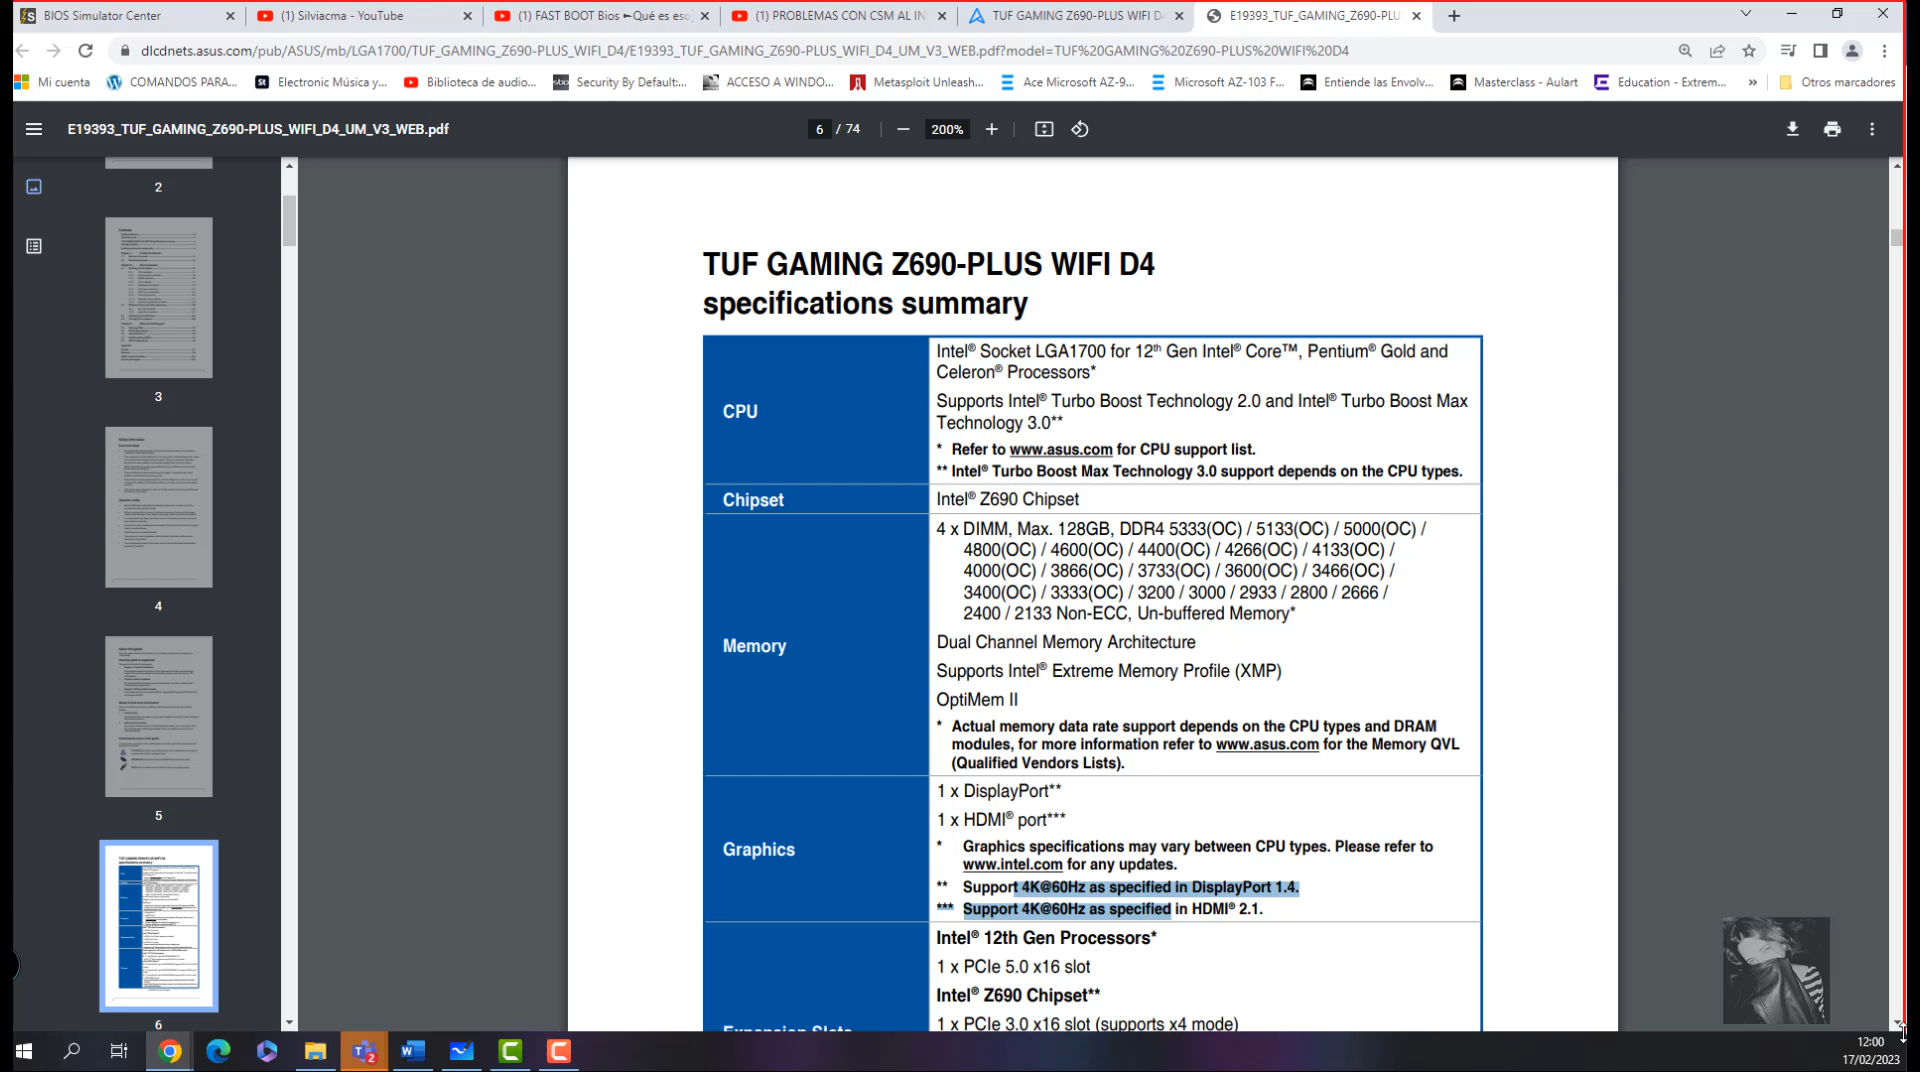 BIOS Simulator Center
(1) Silviacma - YouTube
(1) FAST BOOT Bios ►Qué es eso
(1) PROBLEMAS CON CSM AL IN
TUF GAMING Z690-PLUS WIFI D
E19393_TUF_GAMING_Z690-PLU
dlcdnets.asus.com/pub/ASUS/mb/LGA1700/TUF_GAMING_Z690-PLUS_WIFI_D4/E19393_TUF_GAMING_Z690-PLUS_WIFI_D4_UM_V3_WEB.pdf?model=TUF%20GAMING%20Z690-PLUS%20WIFI%20D4
Mi cuenta
COMANDOS PARA...
St
Electronic Música y...
Biblioteca de audio...
sbd
Security By Default:...
ACCESO A WINDO...
Metasploit Unleash...
Ace Microsoft AZ-9...
Microsoft AZ-103 F...
Entiende las Envolv...
Masterclass - Aulart
Education - Extrem...
»
Otros marcadores
E19393_TUF_GAMING_Z690-PLUS_WIFI_D4_UM_V3_WEB.pdf
6 / 74
200%
2
3
4
5
6
TUF GAMING Z690-PLUS WIFI D4
specifications summary
CPU
Intel® Socket LGA1700 for 12th Gen Intel® Core™, Pentium® Gold and
Celeron® Processors*
Supports Intel® Turbo Boost Technology 2.0 and Intel® Turbo Boost Max
Technology 3.0**
* Refer to www.asus.com for CPU support list.
** Intel® Turbo Boost Max Technology 3.0 support depends on the CPU types.
Chipset
Intel® Z690 Chipset
Memory
4 x DIMM, Max. 128GB, DDR4 5333(OC) / 5133(OC) / 5000(OC) /
4800(OC) / 4600(OC) / 4400(OC) / 4266(OC) / 4133(OC) /
4000(OC) / 3866(OC) / 3733(OC) / 3600(OC) / 3466(OC) /
3400(OC) / 3333(OC) / 3200 / 3000 / 2933 / 2800 / 2666 /
2400 / 2133 Non-ECC, Un-buffered Memory*
Dual Channel Memory Architecture
Supports Intel® Extreme Memory Profile (XMP)
OptiMem II
* Actual memory data rate support depends on the CPU types and DRAM
modules, for more information refer to www.asus.com for the Memory QVL
(Qualified Vendors Lists).
Graphics
1 x DisplayPort**
1 x HDMI® port***
* Graphics specifications may vary between CPU types. Please refer to
www.intel.com for any updates.
** Support 4K@60Hz as specified in DisplayPort 1.4.
*** Support 4K@60Hz as specified in HDMI® 2.1.
Expansion Slots
Intel® 12th Gen Processors*
1 x PCIe 5.0 x16 slot
Intel® Z690 Chipset**
1 x PCIe 3.0 x16 slot (supports x4 mode)
2
12:00
17/02/2023